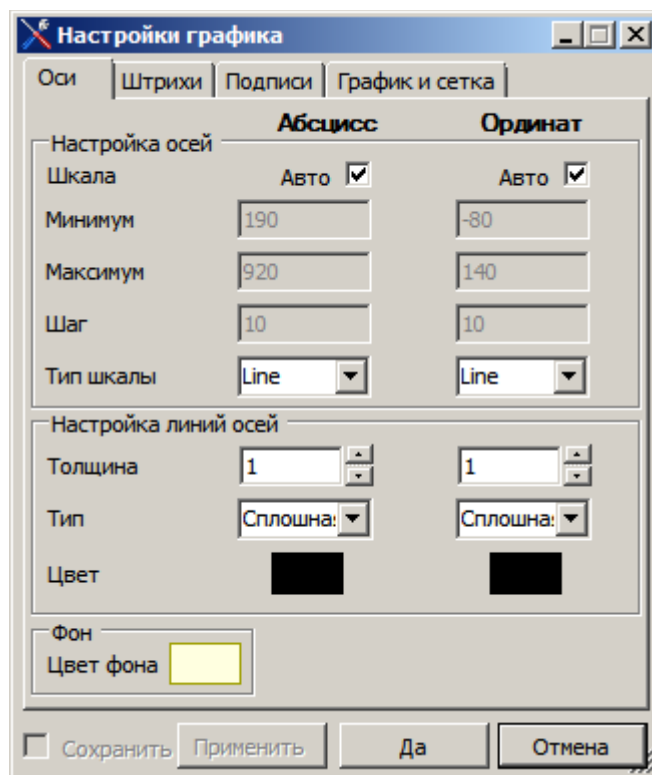 Настройки графика
Оси Штрихи Подписи График и сетка
Абсцисс Ординат
Настройка осей
Шкала Авто Авто
Минимум 190 -80
Максимум 920 140
Шаг 10 10
Тип шкалы Line Line
Настройка линий осей
Толщина 1 1
Тип Сплошна: Сплошна:
Цвет
Фон
Цвет фона
Сохранить Применить Да Отмена